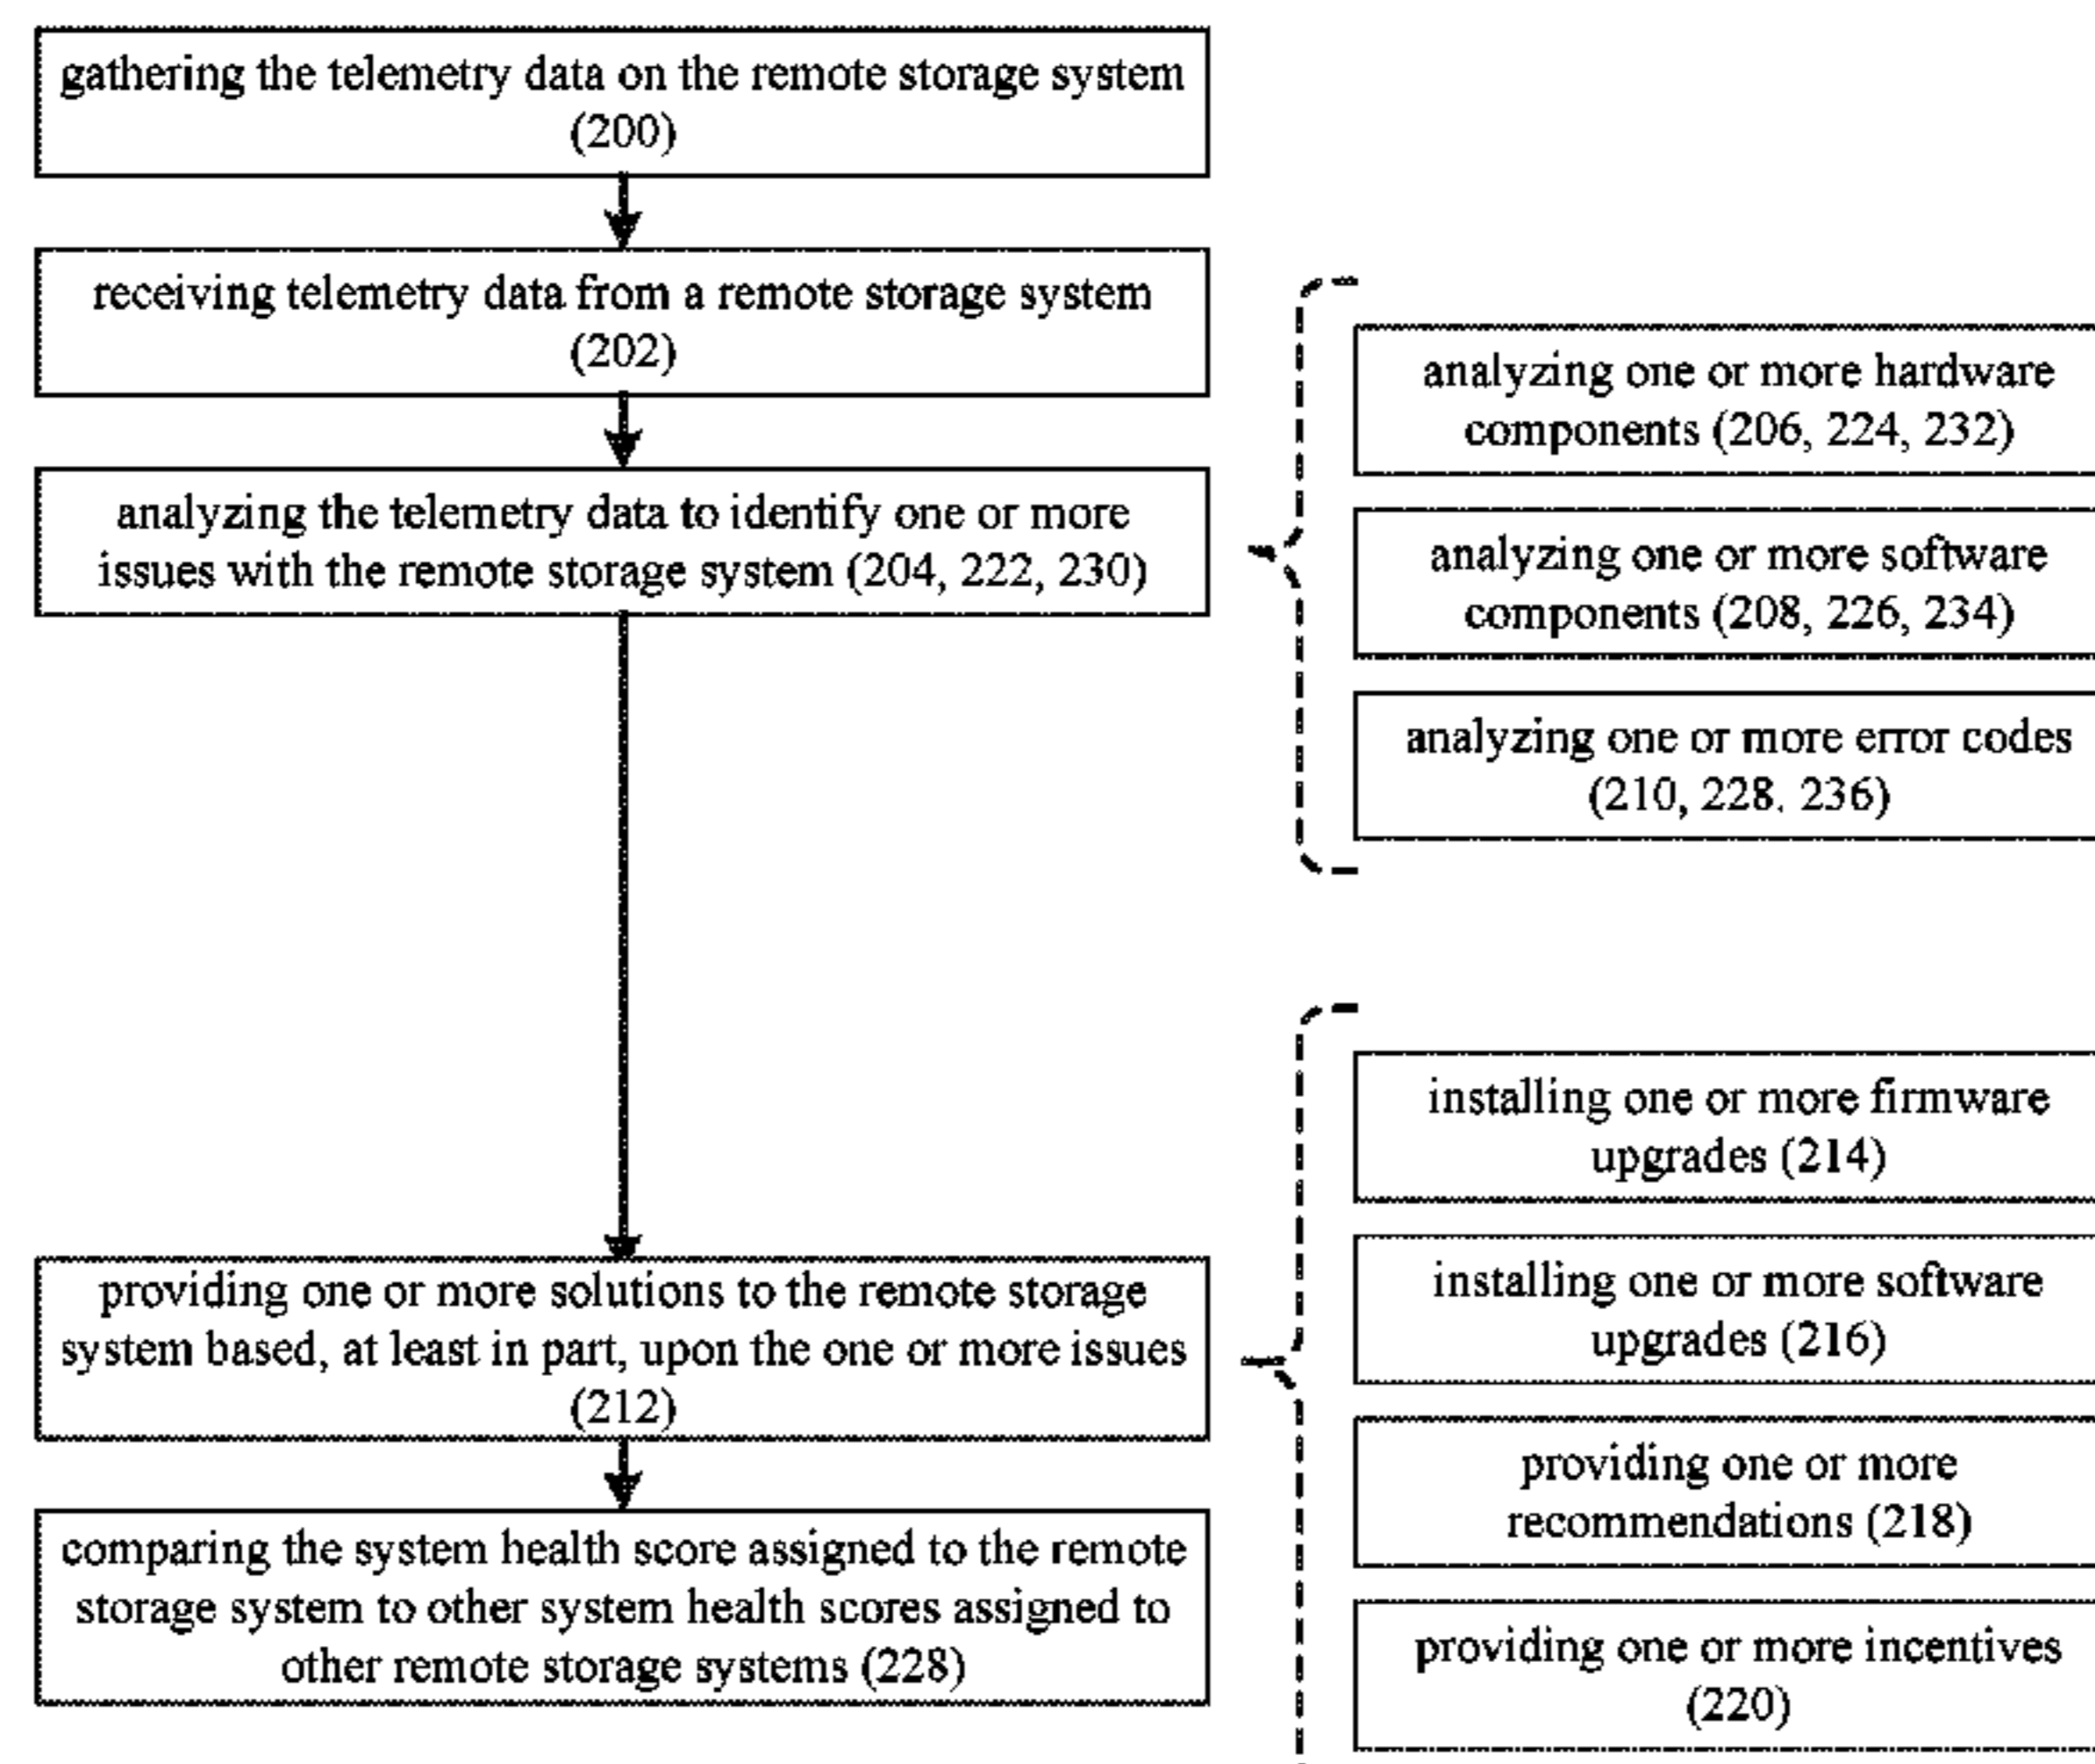 gathering the telemetry data on the remote storage system
(200)
receiving telemetry data from a remote storage system
(202)
analyzing the telemetry data to identify one or more
issues with the remote storage system (204, 222, 230)
analyzing one or more hardware
components (206, 224, 232)
analyzing one or more software
components (208, 226, 234)
analyzing one or more error codes
(210, 228. 236)
providing one or more solutions to the remote storage
system based, at least in part, upon the one or more issues
(212)
installing one or more firmware
upgrades (214)
installing one or more software
upgrades (216)
providing one or more
recommendations (218)
providing one or more incentives
(220)
comparing the system health score assigned to the remote
storage system to other system health scores assigned to
other remote storage systems (228)